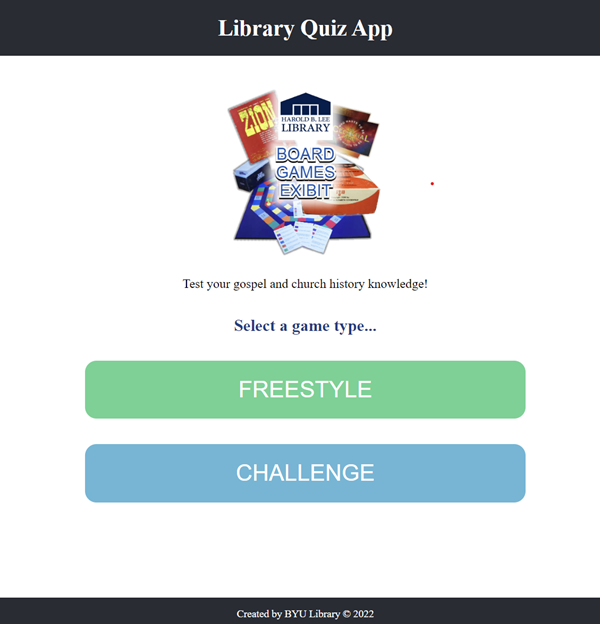 Library Quiz App
ZION
HAROLD B. LEE
LIBRARY
BOARD
GAMES
EXIBIT
Test your gospel and church history knowledge!
Select a game type...
FREESTYLE
CHALLENGE
Created by BYU Library © 2022